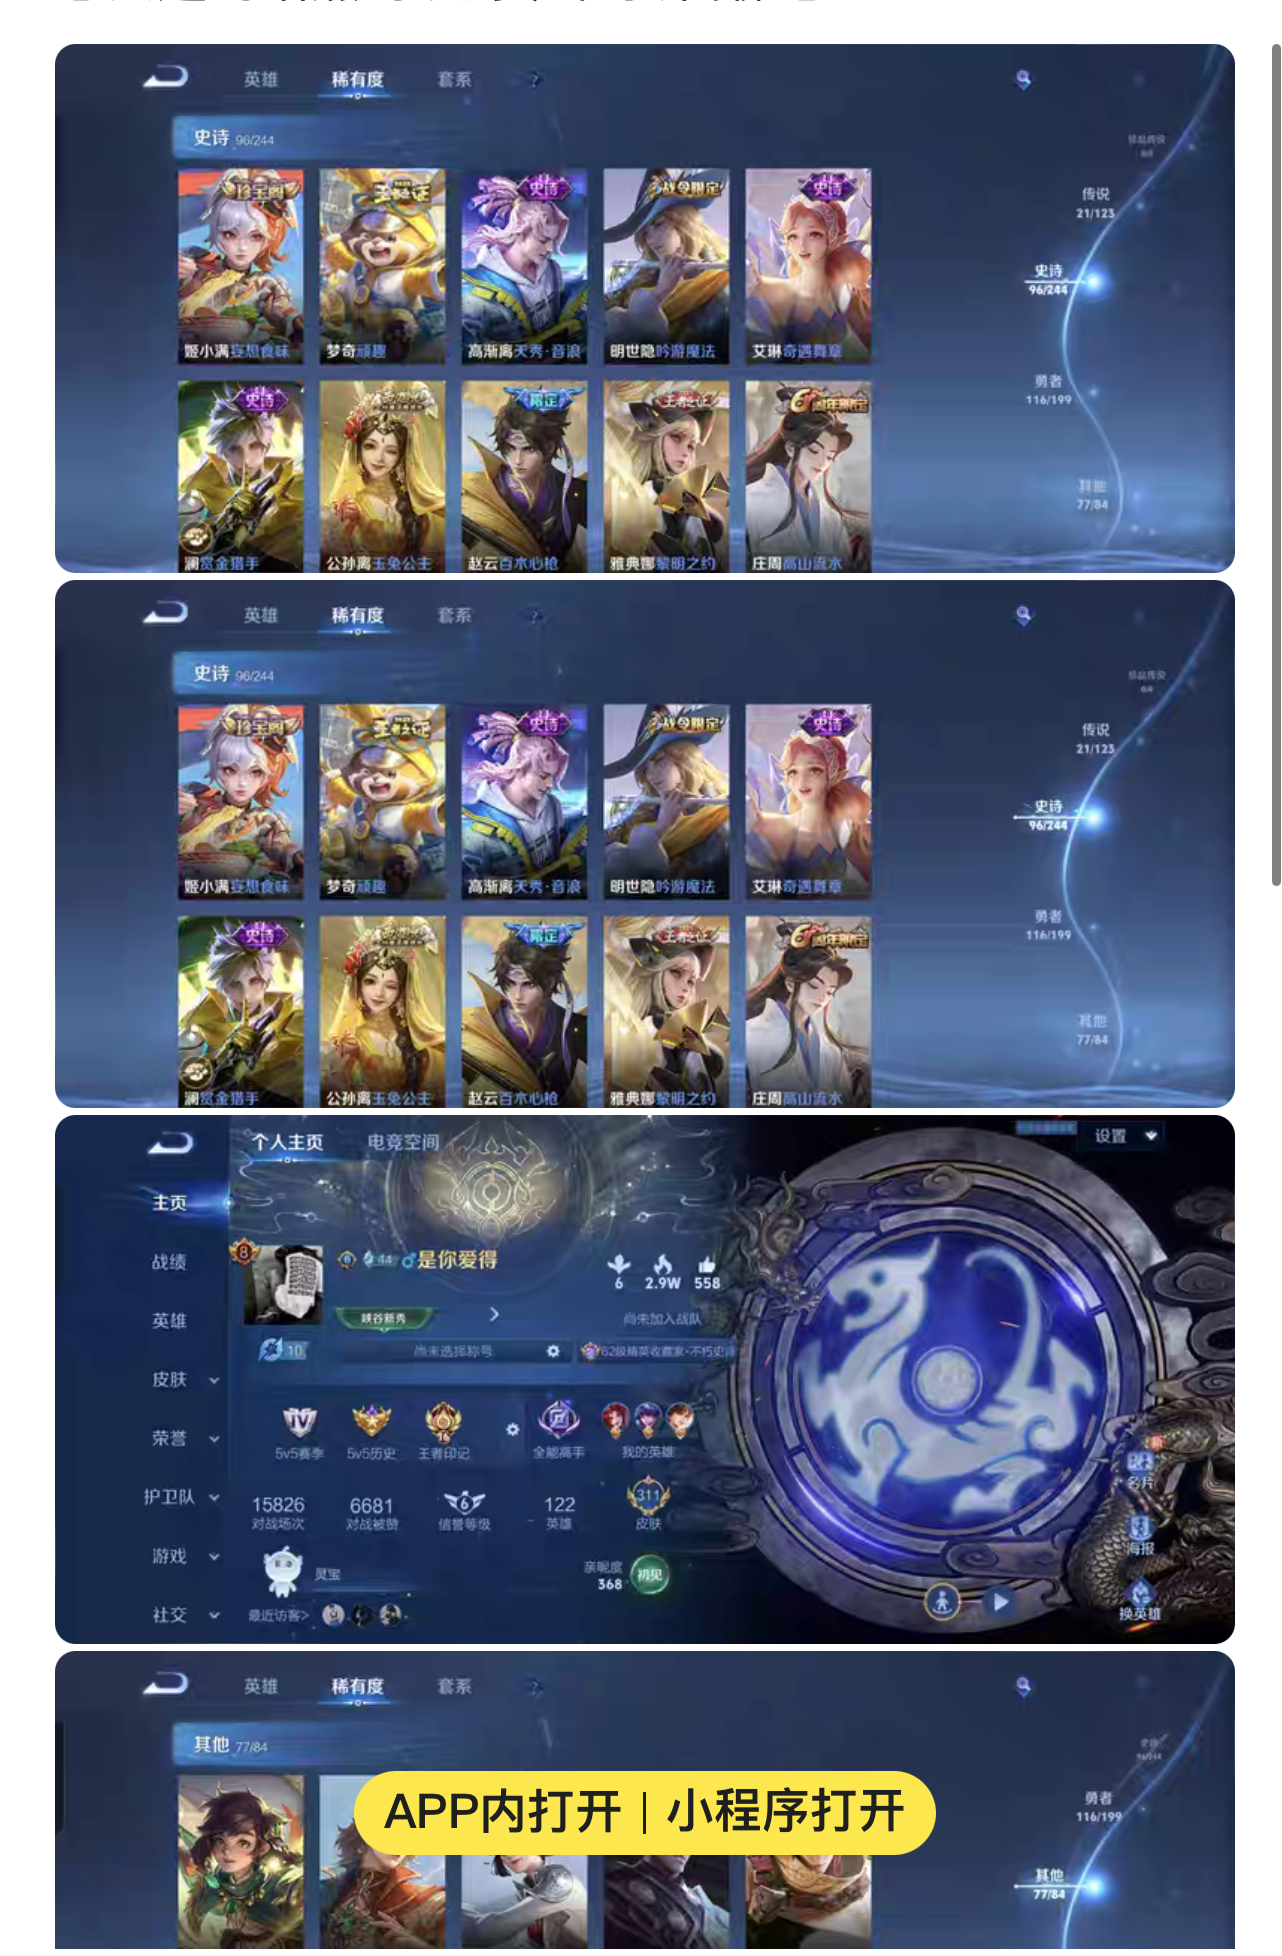 英雄 稀有度 套系 ?
史诗 96/244
珍宝阁 王者之证 史诗 战令限定 史诗
姬小满妄想食味 梦奇顽趣 高渐离天秀·音浪 明世隐吟游魔法 艾琳奇遇舞章
史诗 限定 王者之证 6周年限定
澜赏金猎手 公孙离玉兔公主 赵云百木心枪 雅典娜黎明之约 庄周高山流水
珍品传说
传说
21/123
史诗
96/244
勇者
116/199
其他
77/84
英雄 稀有度 套系 ?
史诗 96/244
珍宝阁 王者之证 史诗 战令限定 史诗
姬小满妄想食味 梦奇顽趣 高渐离天秀·音浪 明世隐吟游魔法 艾琳奇遇舞章
史诗 限定 王者之证 6周年限定
澜赏金猎手 公孙离玉兔公主 赵云百木心枪 雅典娜黎明之约 庄周高山流水
珍品传说
传说
21/123
史诗
96/244
勇者
116/199
其他
77/84
个人主页 电竞空间 设置
主页
战绩
英雄
皮肤
荣誉
护卫队
游戏
社交
8 6 44 ♂是你爱得
6 2.9W 558
峡谷新秀 尚未加入战队
10 尚未选择称号 62级精英收藏家·不朽史诗
16
5v5赛季 5v5历史 王者印记 全能高手 我的英雄
15826 6681 6 122 311
对战场次 对战被赞 信誉等级 英雄 皮肤
灵宝 亲昵度 368 初见
最近访客>
新
名片
海报
换英雄
英雄 稀有度 套系 ?
其他 77/84
史诗
96/244
勇者
116/199
其他
77/84
APP内打开 | 小程序打开